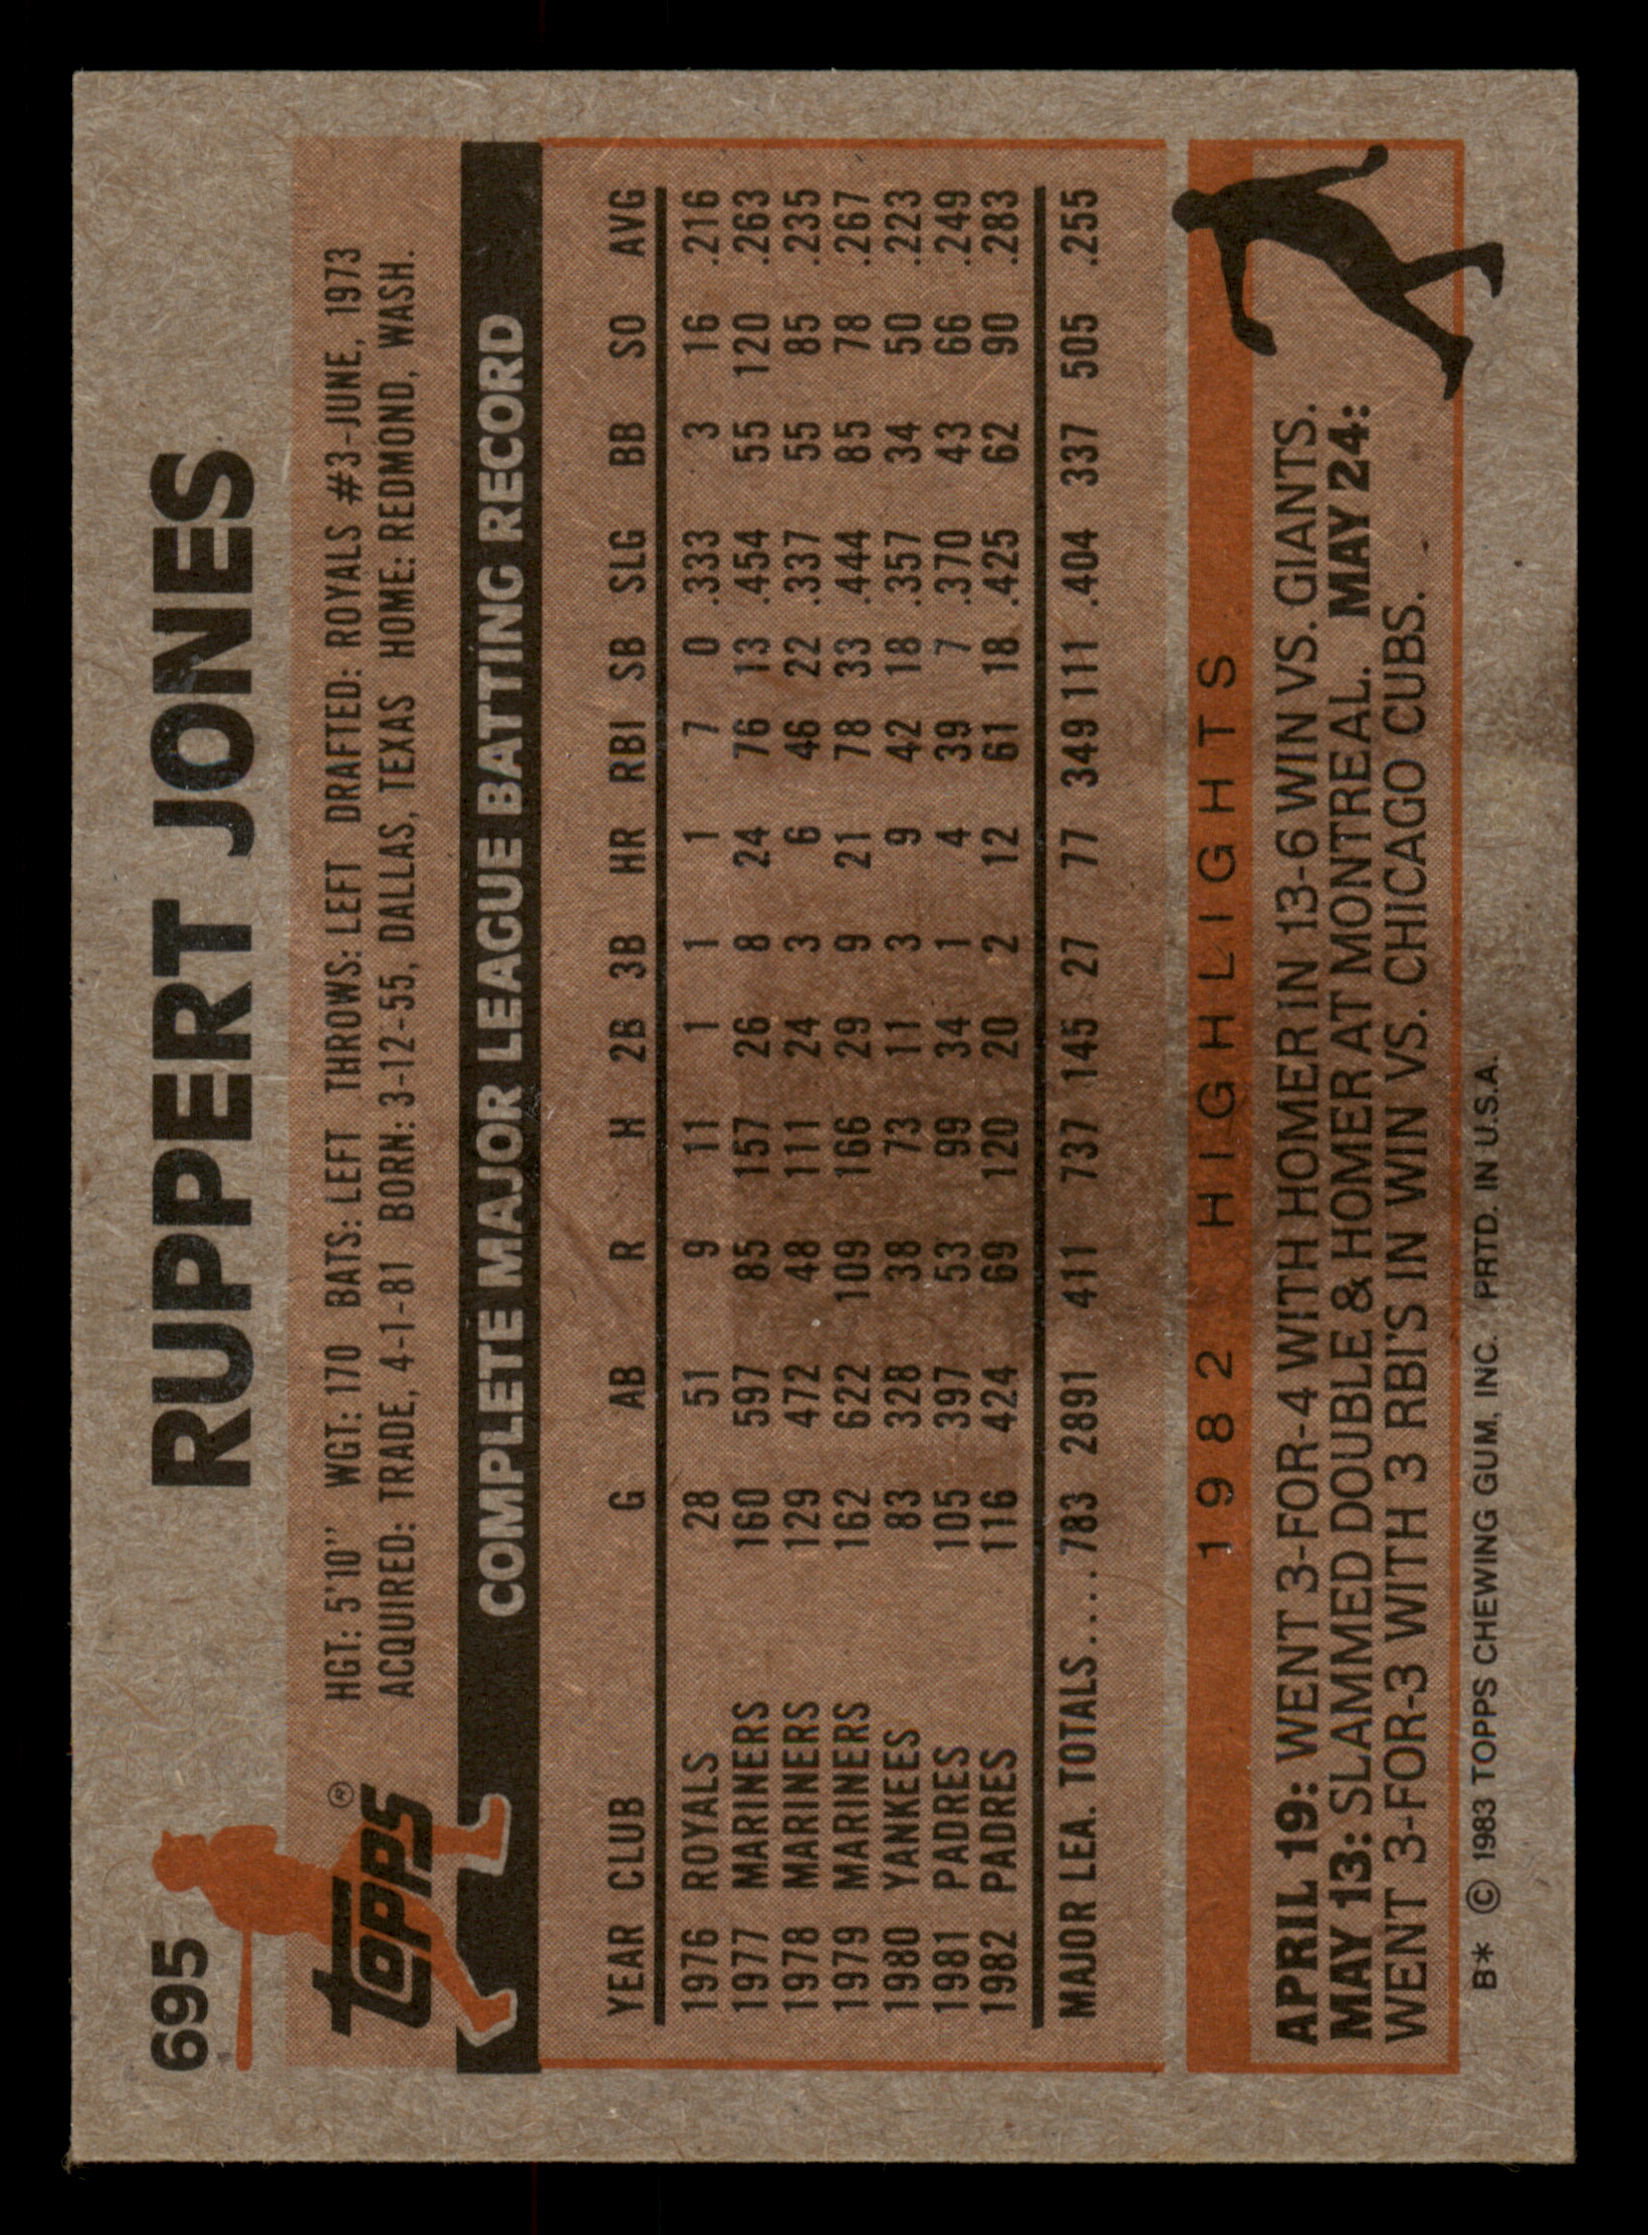 695 RUPPERT JONES
Topps®
HGT: 5'10" WGT: 170 BATS: LEFT THROWS: LEFT DRAFTED: ROYALS #3-JUNE, 1973
ACQUIRED: TRADE, 4-1-81 BORN: 3-12-55, DALLAS, TEXAS HOME: REDMOND, WASH.
COMPLETE MAJOR LEAGUE BATTING RECORD
YEAR CLUB G AB R H 2B 3B HR RBI SB SLG BB SO AVG
1976 ROYALS 28 51 9 11 1 1 1 7 0 .333 3 16 .216
1977 MARINERS 160 597 85 157 26 8 24 76 13 .454 55 120 .263
1978 MARINERS 129 472 48 111 24 3 6 46 22 .337 55 85 .235
1979 MARINERS 162 622 109 166 29 9 21 78 33 .444 85 78 .267
1980 YANKEES 83 328 38 73 11 3 9 42 18 .357 34 50 .223
1981 PADRES 105 397 53 99 34 1 4 39 7 .370 43 66 .249
1982 PADRES 116 424 69 120 20 2 12 61 18 .425 62 90 .283
MAJOR LEA. TOTALS.... 783 2891 411 737 145 27 77 349 111 .404 337 505 .255
1982 HIGHLIGHTS
APRIL 19: WENT 3-FOR-4 WITH HOMER IN 13-6 WIN VS. GIANTS.
MAY 13: SLAMMED DOUBLE & HOMER AT MONTREAL. MAY 24:
WENT 3-FOR-3 WITH 3 RBI'S IN WIN VS. CHICAGO CUBS.
B* © 1983 TOPPS CHEWING GUM, INC. PRTD. IN U.S.A.